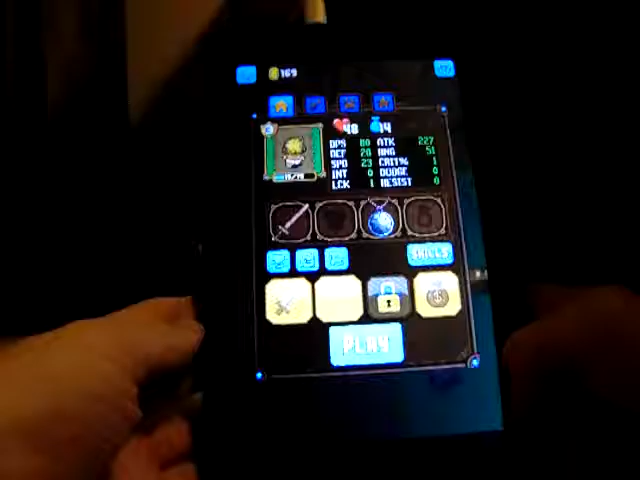 169
48 14
DPS 80 ATK 227
DEF 20 RNG 51
SPD 23 CRIT% 1
INT 0 DODGE 0
LCK 1 RESIST 0
SKILLS
PLAY